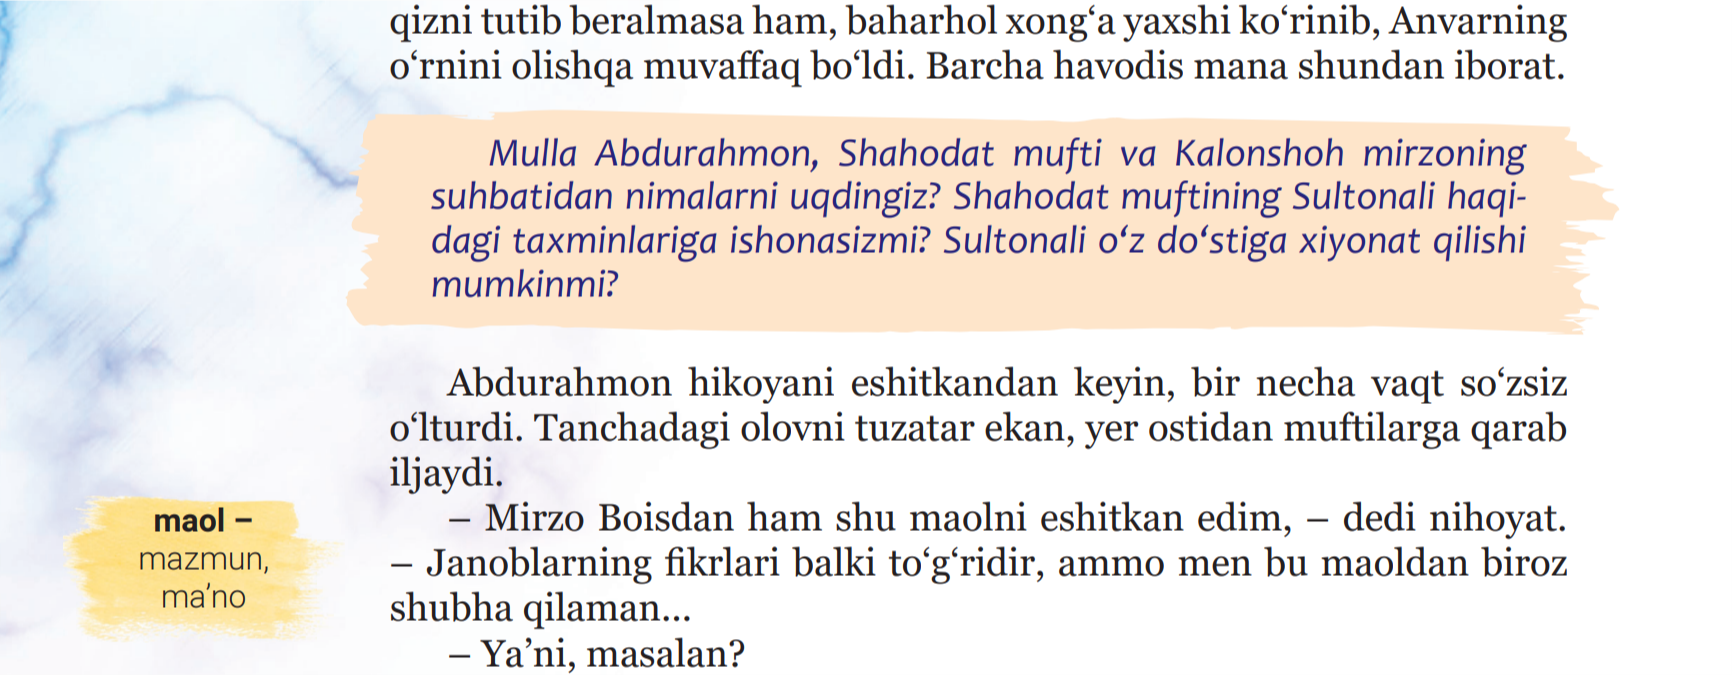 qizni tutib beralmasa ham, baharhol xong‘a yaxshi ko‘rinib, Anvarning
o‘rnini olishqa muvaffaq bo‘ldi. Barcha havodis mana shundan iborat.
Mulla Abdurahmon, Shahodat mufti va Kalonshoh mirzoning
suhbatidan nimalarni uqdingiz? Shahodat muftining Sultonali haqi-
dagi taxminlariga ishonasizmi? Sultonali o‘z do‘stiga xiyonat qilishi
mumkinmi?
Abdurahmon hikoyani eshitkandan keyin, bir necha vaqt so‘zsiz
o‘lturdi. Tanchadagi olovni tuzatar ekan, yer ostidan muftilarga qarab
iljaydi.
– Mirzo Boisdan ham shu maolni eshitkan edim, – dedi nihoyat.
– Janoblarning fikrlari balki to‘g‘ridir, ammo men bu maoldan biroz
shubha qilaman...
– Ya’ni, masalan?
maol –
mazmun,
ma’no